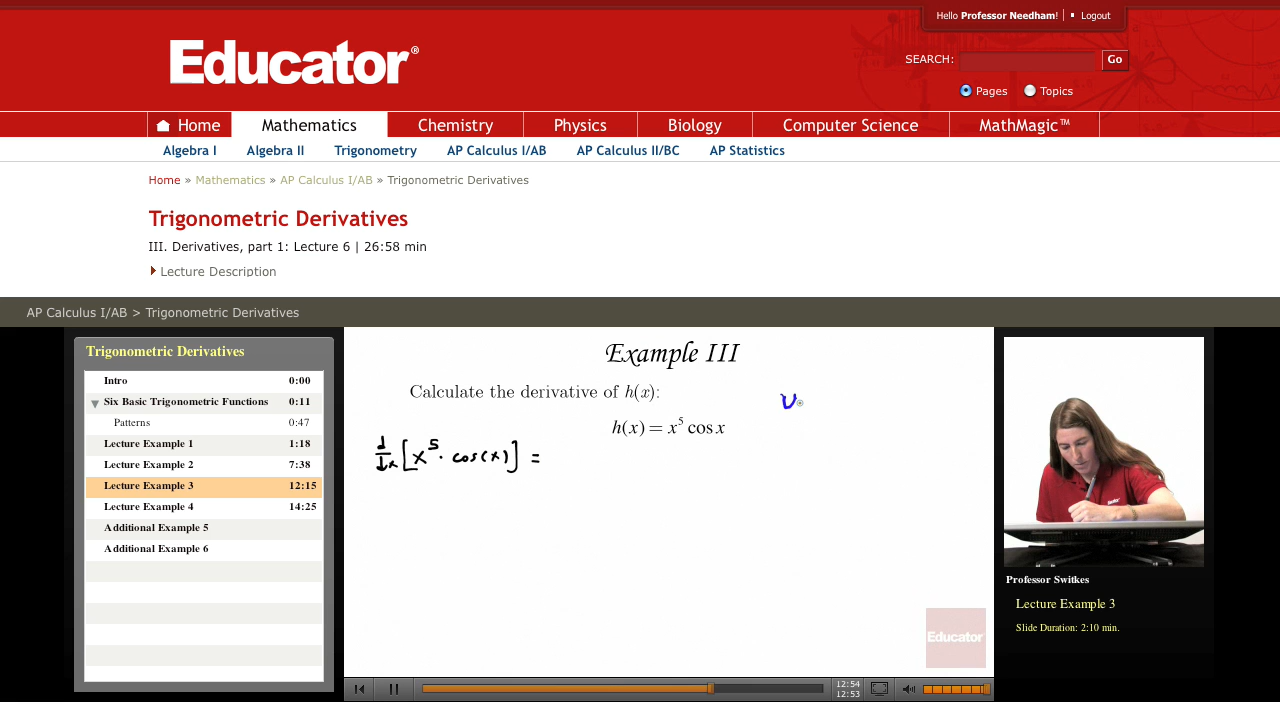 Hello Professor Needham! | ▪ Logout
Educator®
SEARCH: Go
Pages Topics
Home Mathematics Chemistry Physics Biology Computer Science MathMagic™
Algebra I Algebra II Trigonometry AP Calculus I/AB AP Calculus II/BC AP Statistics
Home » Mathematics » AP Calculus I/AB » Trigonometric Derivatives
Trigonometric Derivatives
III. Derivatives, part 1: Lecture 6 | 26:58 min
Lecture Description
AP Calculus I/AB > Trigonometric Derivatives
Trigonometric Derivatives
Intro 0:00
Six Basic Trigonometric Functions 0:11
Patterns 0:47
Lecture Example 1 1:18
Lecture Example 2 7:38
Lecture Example 3 12:15
Lecture Example 4 14:25
Additional Example 5
Additional Example 6
Example III
Calculate the derivative of h(x):
h(x) = x⁵ cos x
d/dx [x⁵ · cos(x)] =
Educator
12:54
12:53
Professor Switkes
Lecture Example 3
Slide Duration: 2:10 min.